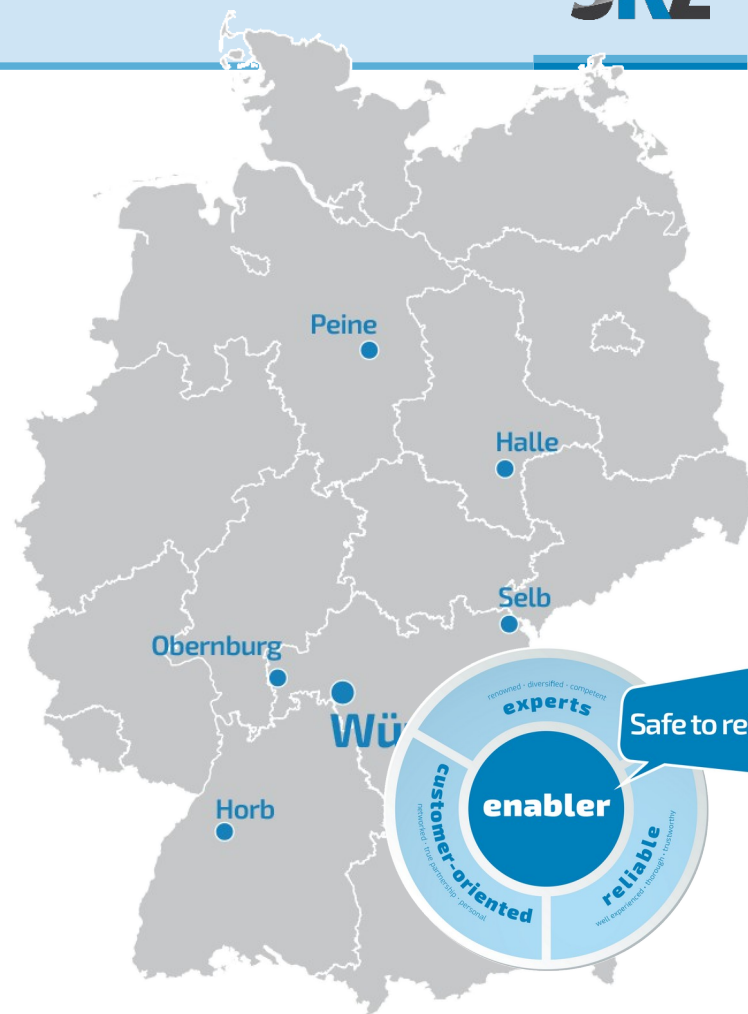 SKZ
Peine
Halle
Selb
Obernburg
Wü
Horb
renowned · diversified · competent
experts
Safe to re
enabler
customer-oriented
networked · true partnership · personal
reliable
well experienced · thorough · trustworthy